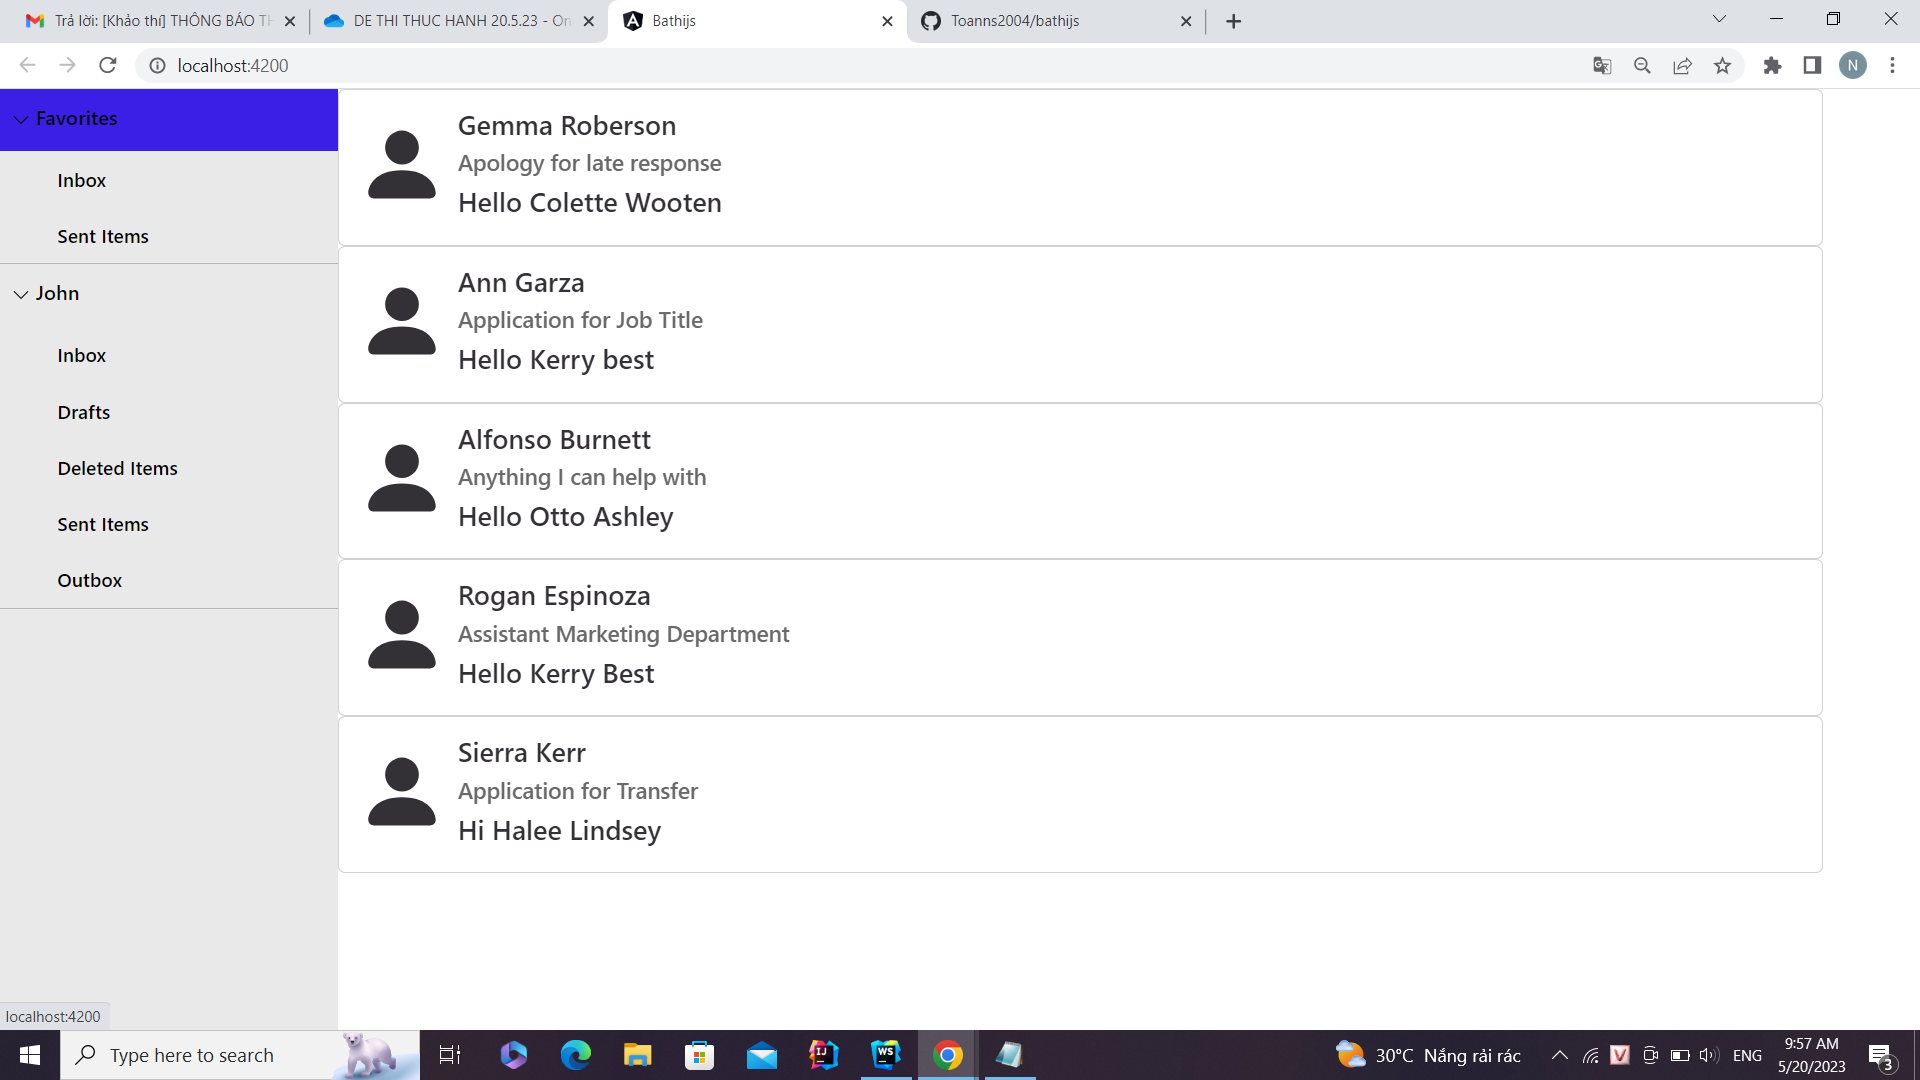 Trả lời: [Khảo thí] THÔNG BÁO TH
DE THI THUC HANH 20.5.23 - On
Bathijs
Toanns2004/bathijs
localhost:4200
N
Favorites
Inbox
Sent Items
John
Inbox
Drafts
Deleted Items
Sent Items
Outbox
Gemma Roberson
Apology for late response
Hello Colette Wooten
Ann Garza
Application for Job Title
Hello Kerry best
Alfonso Burnett
Anything I can help with
Hello Otto Ashley
Rogan Espinoza
Assistant Marketing Department
Hello Kerry Best
Sierra Kerr
Application for Transfer
Hi Halee Lindsey
localhost:4200
Type here to search
30°C Nắng rải rác
ENG
9:57 AM
5/20/2023
3